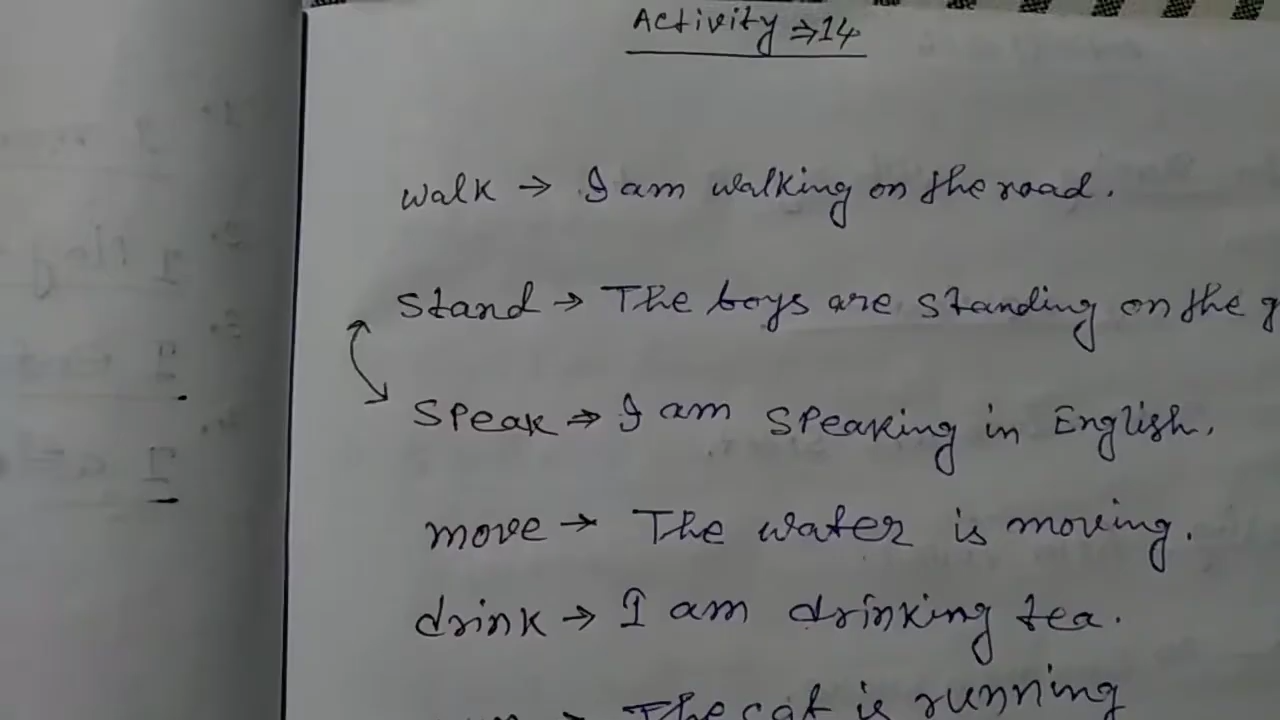 Activity ⇒ 14
walk → I am walking on the road.
Stand → The boys are standing on the
Speak ⇒ I am speaking in English.
move → The water is moving.
drink → I am drinking tea.
The cat is running